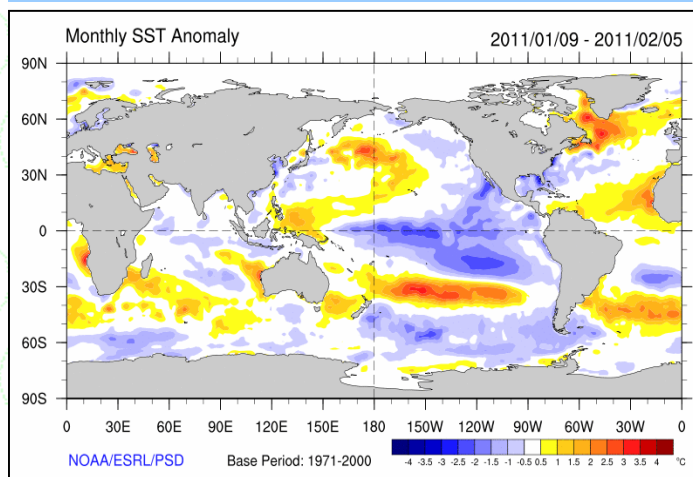 Monthly SST Anomaly 2011/01/09 - 2011/02/05
90N
60N
30N
0
30S
60S
90S
0 30E 60E 90E 120E 150E 180 150W 120W 90W 60W 30W 0
NOAA/ESRL/PSD Base Period: 1971-2000
-4 -3.5 -3 -2.5 -2 -1.5 -1 -0.5 0.5 1 1.5 2 2.5 3 3.5 4 °C